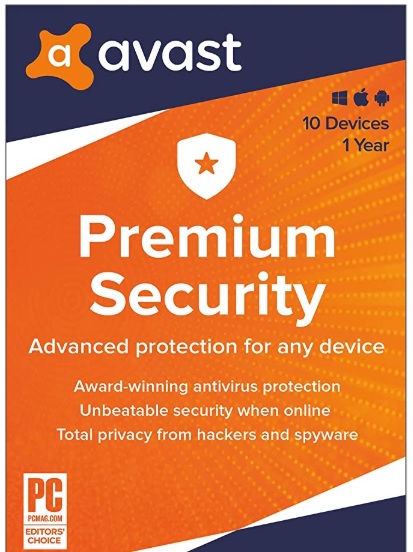 avast
10 Devices
1 Year
Premium
Security
Advanced protection for any device
Award-winning antivirus protection
Unbeatable security when online
Total privacy from hackers and spyware
PC
PCMAG.COM
EDITORS'
CHOICE